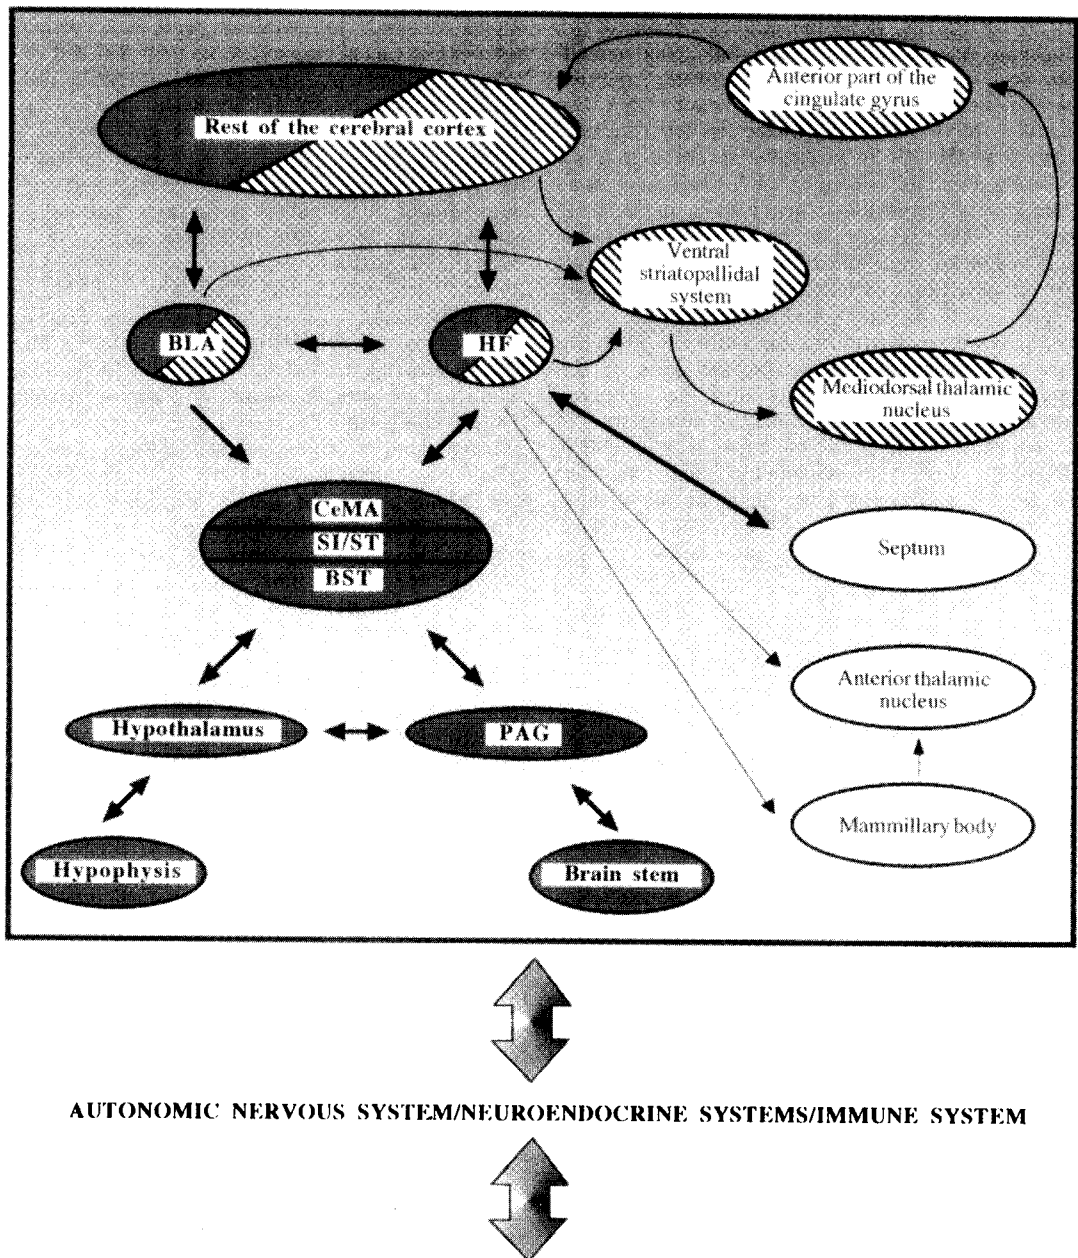 Anterior part of the
cingulate gyrus
Rest of the cerebral cortex
Ventral
striatopallidal
system
BLA
HF
Mediodorsal thalamic
nucleus
CeMA
SI/ST
BST
Septum
Anterior thalamic
nucleus
Hypothalamus
PAG
Mammillary body
Hypophysis
Brain stem
AUTONOMIC NERVOUS SYSTEM/NEUROENDOCRINE SYSTEMS/IMMUNE SYSTEM